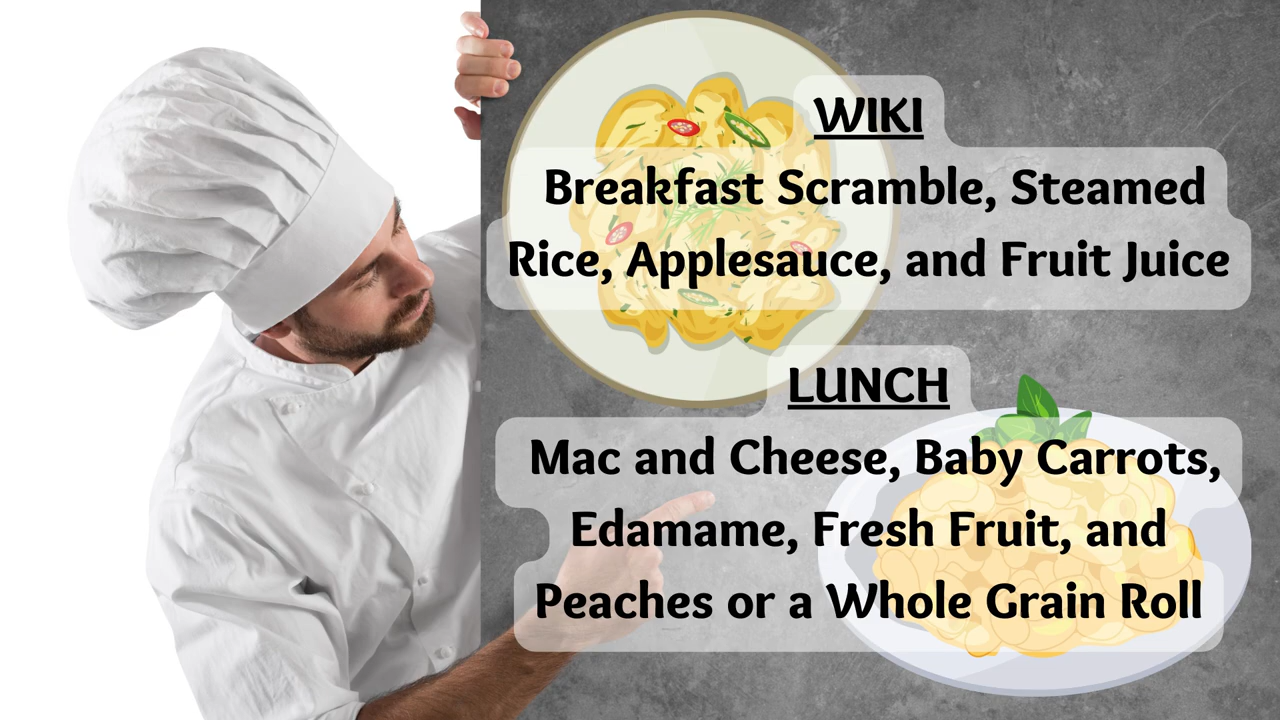 WIKI
Breakfast Scramble, Steamed
Rice, Applesauce, and Fruit Juice
LUNCH
Mac and Cheese, Baby Carrots,
Edamame, Fresh Fruit, and
Peaches or a Whole Grain Roll